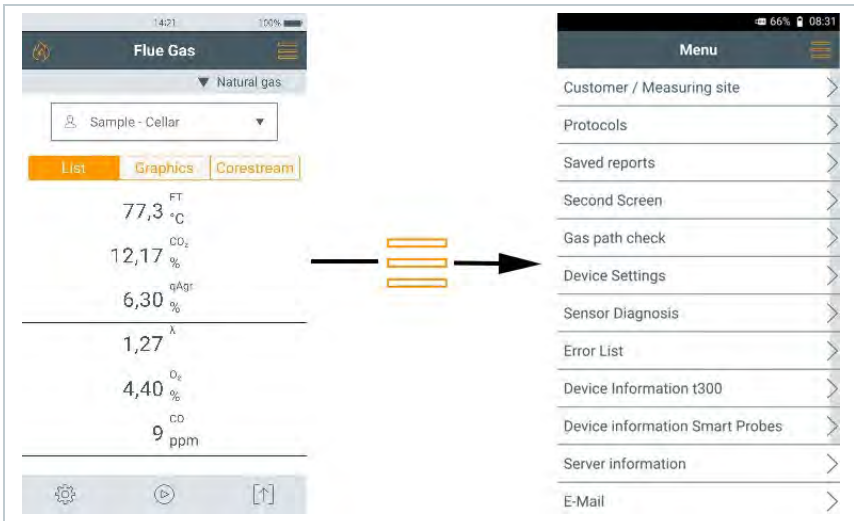 14:21 100%
Flue Gas
Natural gas
Sample - Cellar
List Graphics Corestream
77,3 FT °C
12,17 CO₂ %
6,30 qAgr %
1,27 λ
4,40 O₂ %
9 CO ppm
66% 08:31
Menu
Customer / Measuring site
Protocols
Saved reports
Second Screen
Gas path check
Device Settings
Sensor Diagnosis
Error List
Device Information t300
Device information Smart Probes
Server information
E-Mail